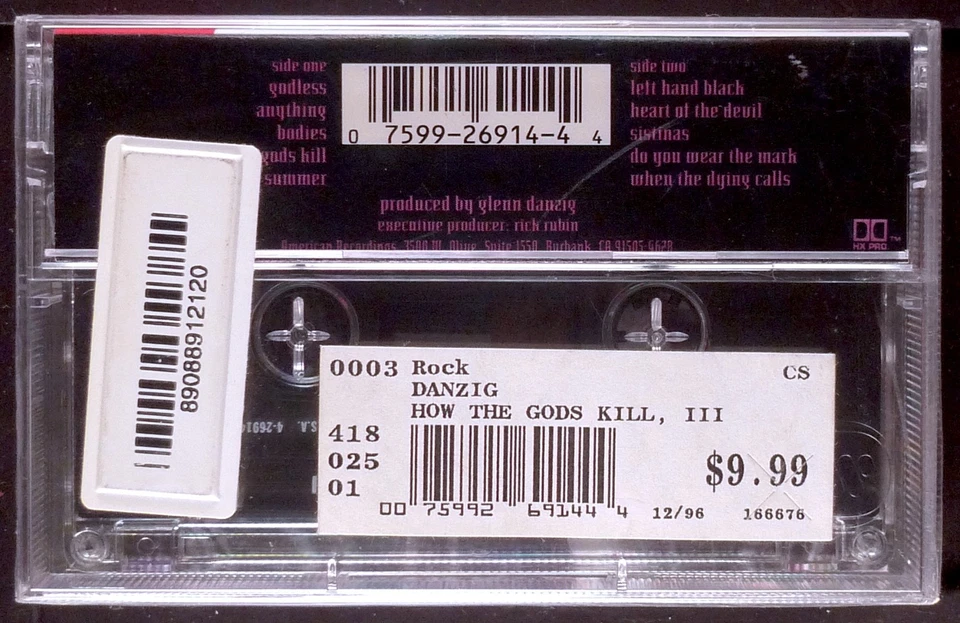 side one
godless
anything
bodies
gods kill
summer
0 7599-26914-4 4
side two
left hand black
heart of the devil
sistinas
do you wear the mark
when the dying calls
produced by glenn danzig
executive producer: rick rubin
American Recordings, 3500 W. Olive, Suite 1550, Burbank, CA 91505-4628
HX PRO.™
89088912120
4-26914
0003 Rock
CS
DANZIG
HOW THE GODS KILL, III
418
025
01
$9.99
00 75992 69144 4
12/96
166676